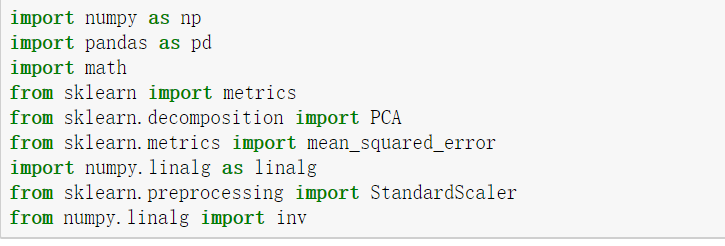 import numpy as np
import pandas as pd
import math
from sklearn import metrics
from sklearn.decomposition import PCA
from sklearn.metrics import mean_squared_error
import numpy.linalg as linalg
from sklearn.preprocessing import StandardScaler
from numpy.linalg import inv